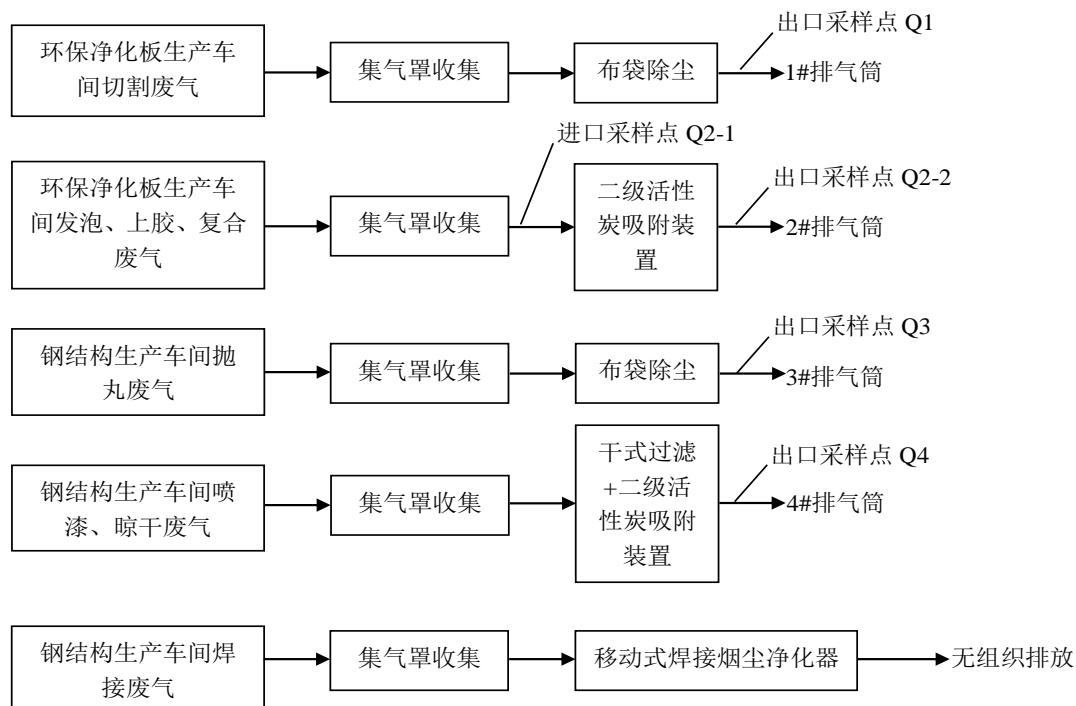 出口采样点 Q1
环保净化板生产车
间切割废气
集气罩收集
布袋除尘
1#排气筒
进口采样点 Q2-1
环保净化板生产车
间发泡、上胶、复合
废气
集气罩收集
二级活性
炭吸附装
置
出口采样点 Q2-2
2#排气筒
出口采样点 Q3
钢结构生产车间抛
丸废气
集气罩收集
布袋除尘
3#排气筒
钢结构生产车间喷
漆、晾干废气
集气罩收集
干式过滤
+二级活
性炭吸附
装置
出口采样点 Q4
4#排气筒
钢结构生产车间焊
接废气
集气罩收集
移动式焊接烟尘净化器
无组织排放